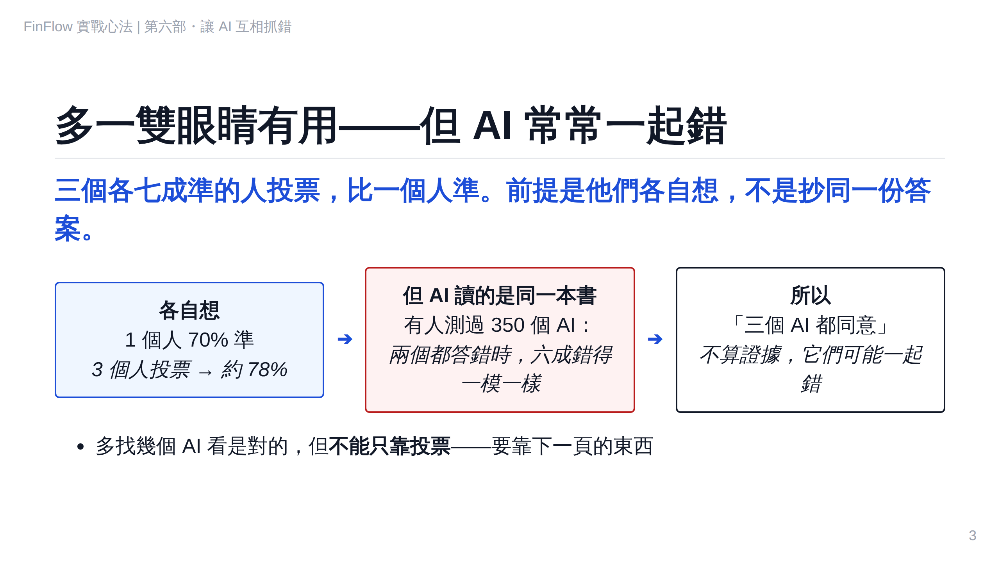 FinFlow 實戰心法 | 第六部・讓 AI 互相抓錯
多一雙眼睛有用——但 AI 常常一起錯
三個各七成準的人投票，比一個人準。前提是他們各自想，不是抄同一份答
案。
各自想
1 個人 70% 準
3 個人投票 → 約 78%
➔
但 AI 讀的是同一本書
有人測過 350 個 AI：
兩個都答錯時，六成錯得
一模一樣
➔
所以
「三個 AI 都同意」
不算證據，它們可能一起
錯
• 多找幾個 AI 看是對的，但不能只靠投票——要靠下一頁的東西
3